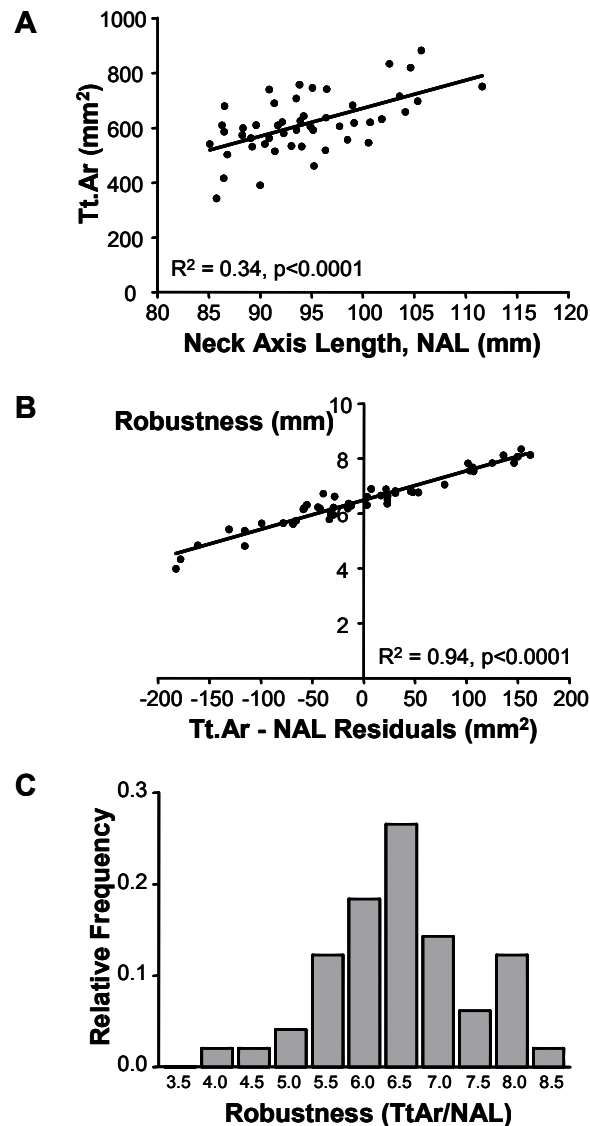 A
1000
800
600
400
200
0
Tt.Ar (mm²)
R² = 0.34, p<0.0001
80 85 90 95 100 105 110 115 120
Neck Axis Length, NAL (mm)
B
Robustness (mm)
10
8
6
4
2
R² = 0.94, p<0.0001
-200 -150 -100 -50 0 50 100 150 200
Tt.Ar - NAL Residuals (mm²)
C
0.3
0.2
0.1
0.0
Relative Frequency
3.5 4.0 4.5 5.0 5.5 6.0 6.5 7.0 7.5 8.0 8.5
Robustness (TtAr/NAL)